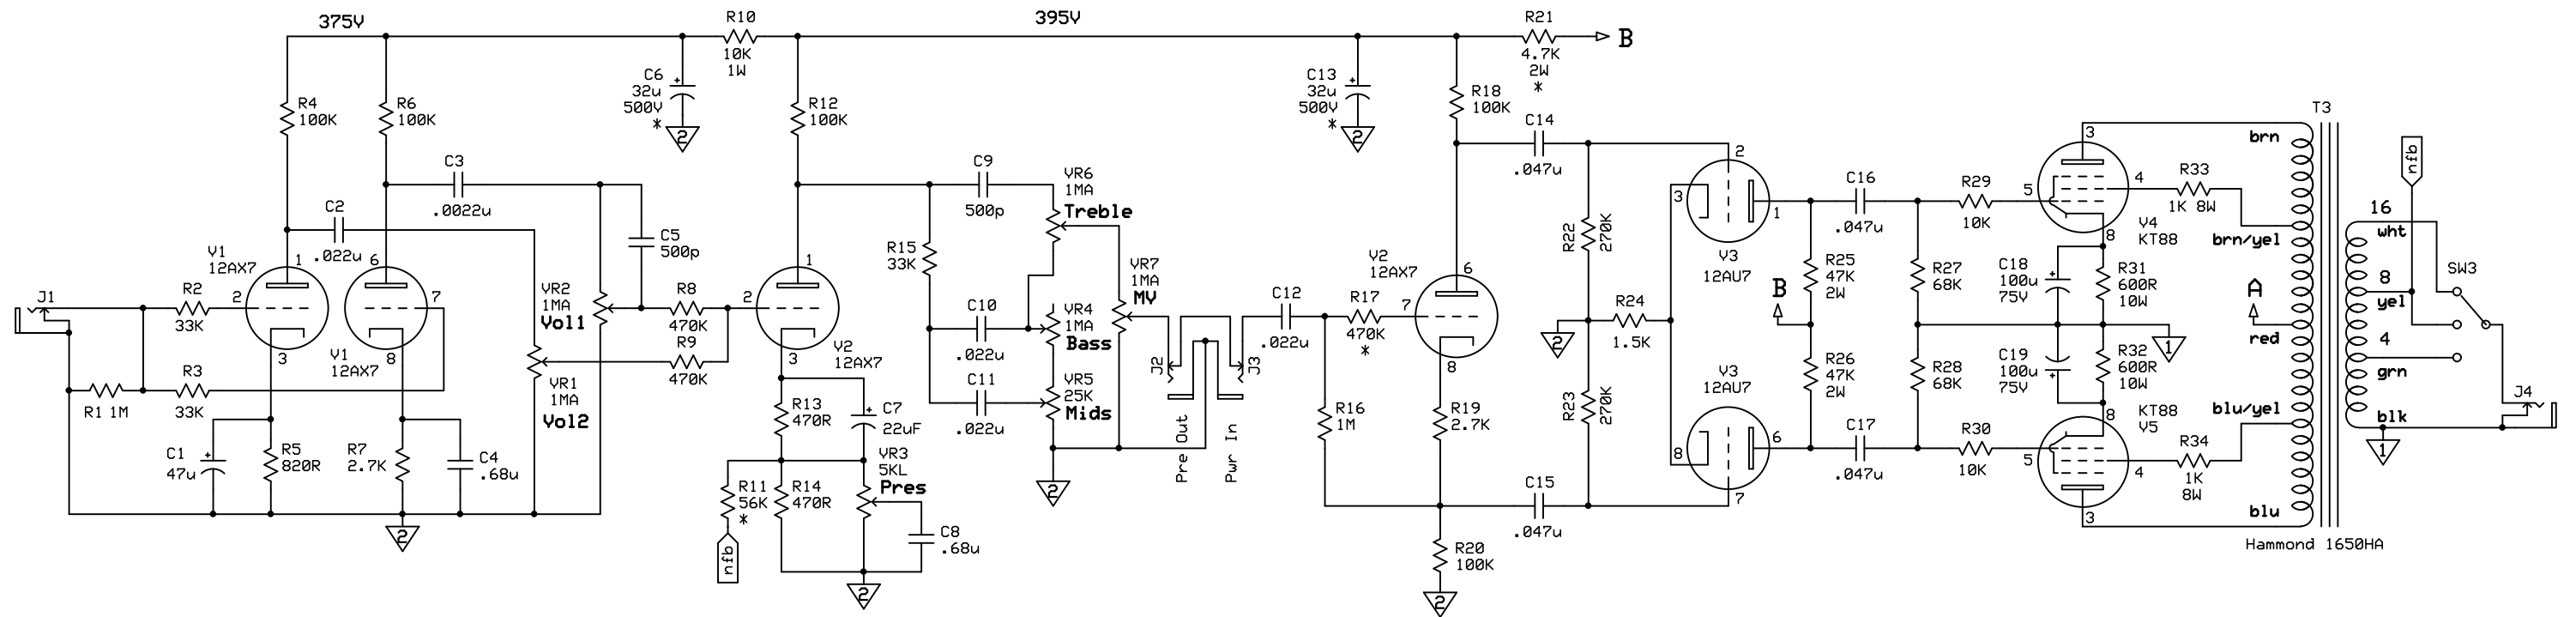 375V
R10
10K
1W
395V
R21
4.7K
2W
*
B
C6
32u
500V
*
2
C13
32u
500V
*
2
R4
100K
R6
100K
R12
100K
R18
100K
C14
.047u
T3
brn
nfb
C3
.0022u
C2
.022u
C5
500p
C9
500p
VR6
1MA
Treble
R15
33K
C10
.022u
C11
.022u
VR4
1MA
Bass
VR5
25K
Mids
2
VR7
1MA
MV
J2
J3
Pre Out
Pwr In
J1
R2
33K
R1 1M
R3
33K
V1
12AX7
1
2
3
V1
12AX7
6
7
8
C1
47u
R5
820R
R7
2.7K
C4
.68u
2
VR2
1MA
Vol1
VR1
1MA
Vol2
R8
470K
R9
470K
1
2
3
V2
12AX7
R13
470R
C7
22uF
R11
56K
*
nfb
R14
470R
VR3
5KL
Pres
C8
.68u
2
C12
.022u
R17
470K
*
R16
1M
V2
12AX7
6
7
8
R19
2.7K
R20
100K
2
C15
.047u
R22
270K
R23
270K
2
R24
1.5K
2
3
1
V3
12AU7
V3
12AU7
8
6
7
B
R25
47K
2W
R26
47K
2W
C16
.047u
C17
.047u
R27
68K
R28
68K
R29
10K
R30
10K
3
5
4
8
V4
KT88
R33
1K 8W
C18
100u
75V
R31
600R
10W
C19
100u
75V
R32
600R
10W
1
8
KT88
V5
5
4
3
R34
1K
8W
brn/yel
A
red
blu/yel
blu
Hammond 1650HA
16
wht
8
yel
4
grn
blk
1
SW3
J4